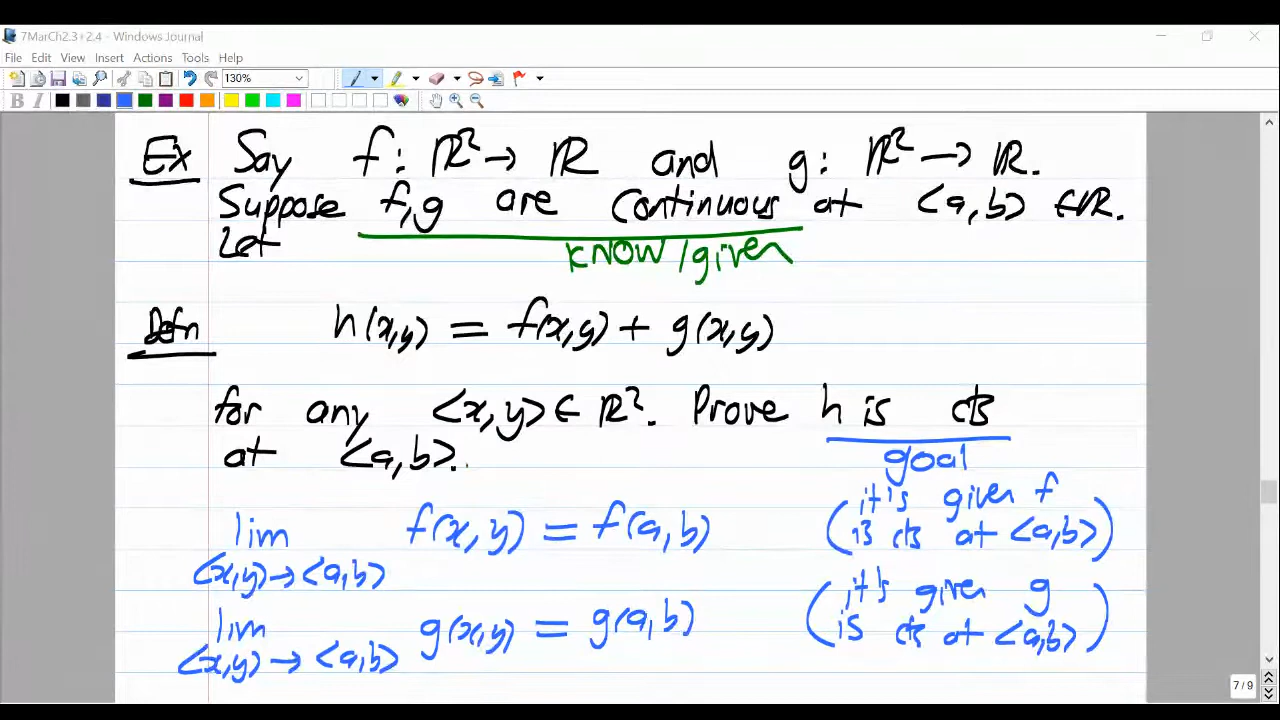 7MarCh2.3+2.4 - Windows Journal
File Edit View Insert Actions Tools Help
130%
B I
Ex Say f: ℝ² → ℝ and g: ℝ² → ℝ.
Suppose f,g are continuous at <a,b> ∈ ℝ.
Let
know/given
Defn h(x,y) = f(x,y) + g(x,y)
for any <x,y> ∈ ℝ². Prove h is cts
at <a,b>.
goal
lim f(x,y) = f(a,b) (it's given f
<x,y> → <a,b> is cts at <a,b>)
lim g(x,y) = g(a,b) (it's given g
<x,y> → <a,b> is cts at <a,b>)
7 / 9